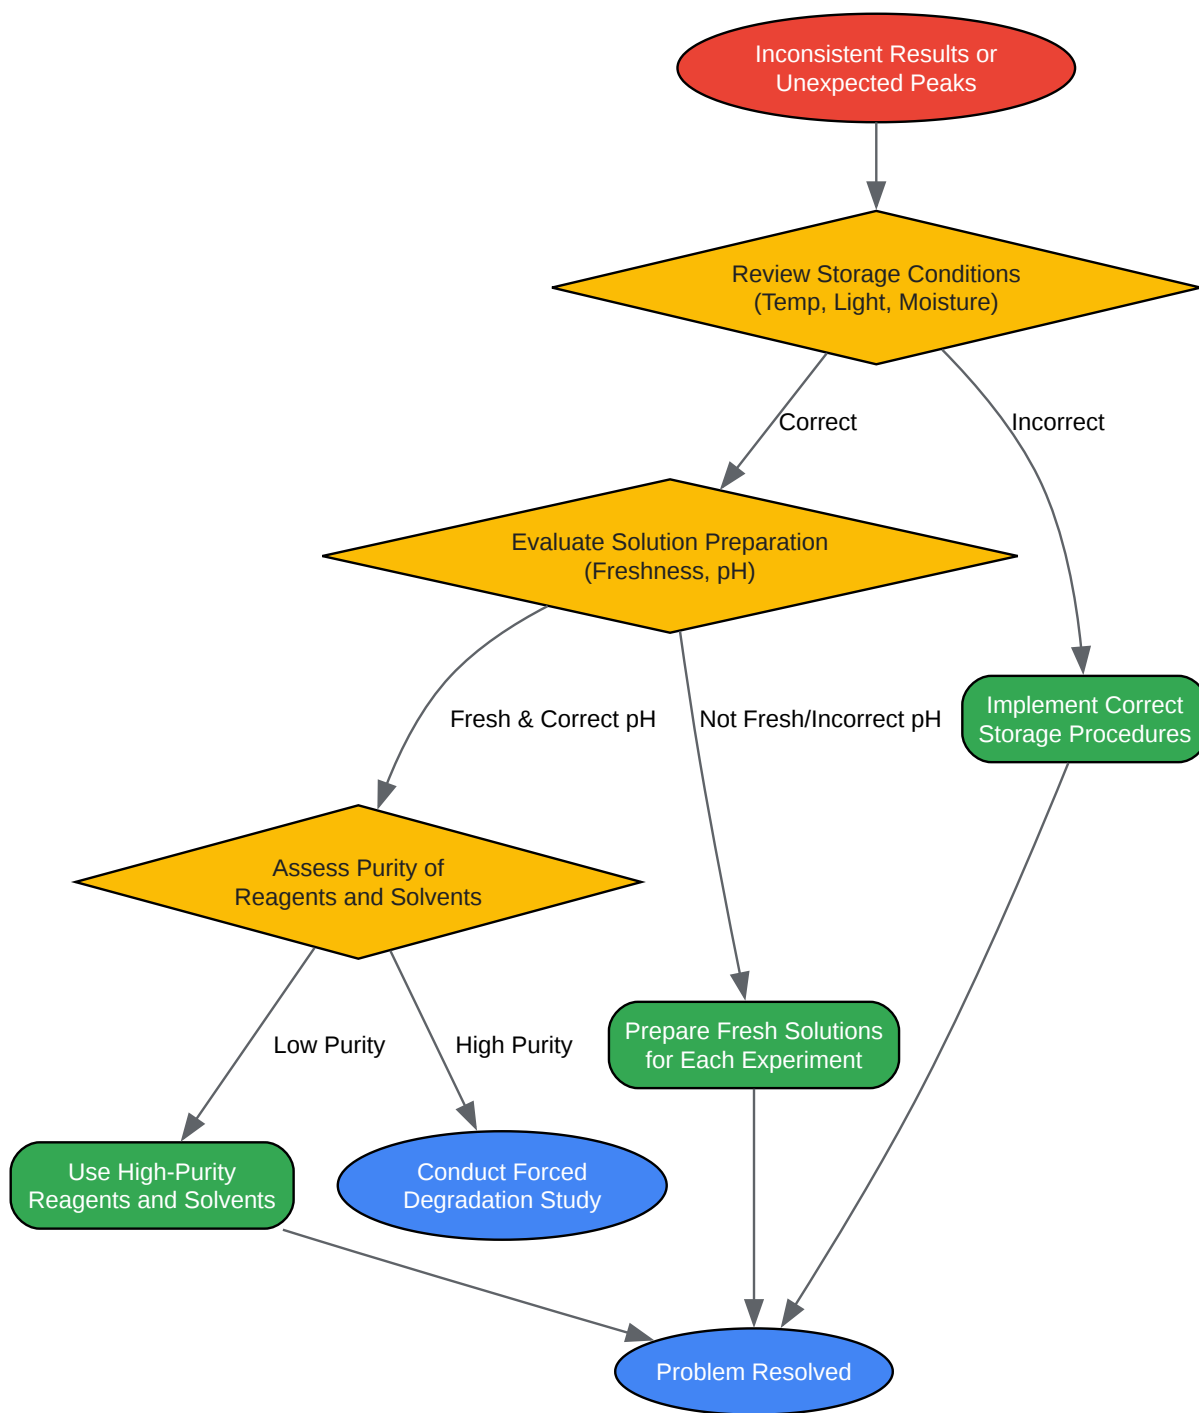 Inconsistent Results or
Unexpected Peaks
Review Storage Conditions
(Temp, Light, Moisture)
Correct
Incorrect
Evaluate Solution Preparation
(Freshness, pH)
Fresh & Correct pH
Not Fresh/Incorrect pH
Implement Correct
Storage Procedures
Assess Purity of
Reagents and Solvents
Low Purity
High Purity
Prepare Fresh Solutions
for Each Experiment
Use High-Purity
Reagents and Solvents
Conduct Forced
Degradation Study
Problem Resolved